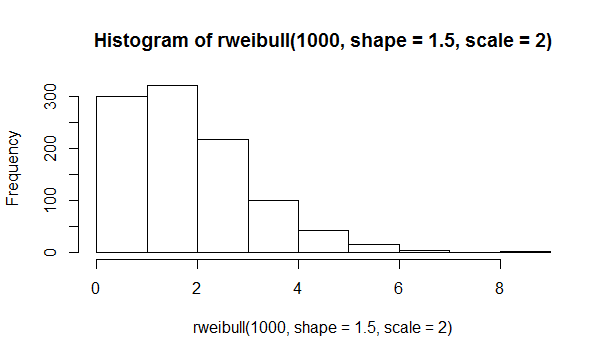 Histogram of rweibull(1000, shape = 1.5, scale = 2)
Frequency
300
200
100
0
0 2 4 6 8
rweibull(1000, shape = 1.5, scale = 2)